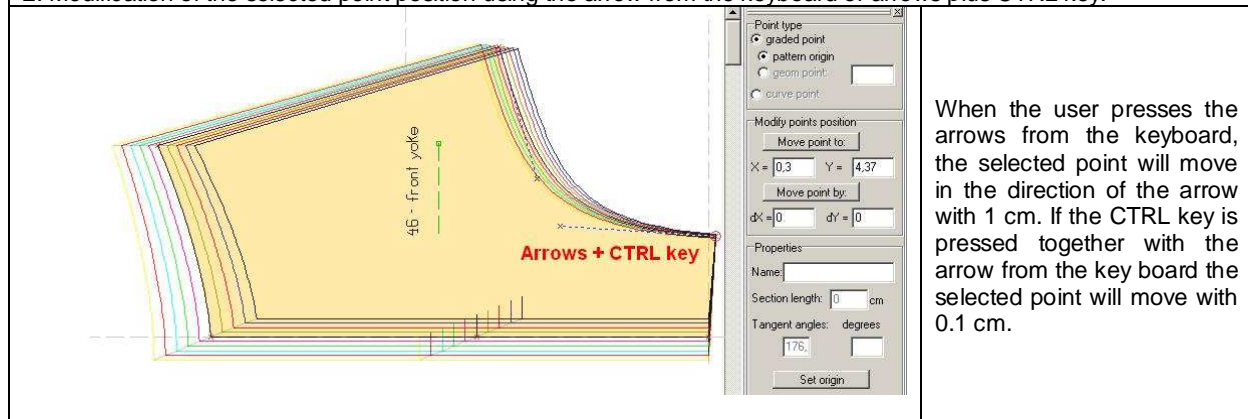 2. Modification of the selected point position using the arrow from the keyboard or arrows plus CTRL key.
Point type
graded point
pattern origin
geom point:
curve point
Modify points position
Move point to:
X = 0,3 Y = 4,37
Move point by:
dX = 0 dY = 0
Properties
Name:
Section length: 0 cm
Tangent angles: degrees
176,
Set origin
46 - front yoke
Arrows + CTRL key
When the user presses the
arrows from the keyboard,
the selected point will move
in the direction of the arrow
with 1 cm. If the CTRL key is
pressed together with the
arrow from the key board the
selected point will move with
0.1 cm.